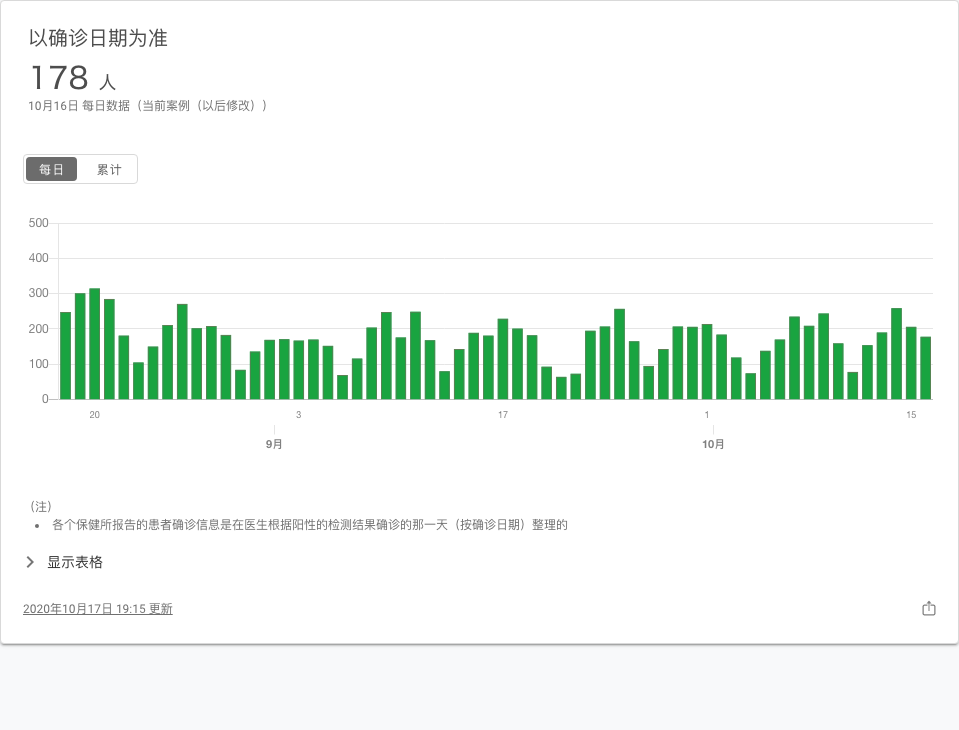 以确诊日期为准
178 人
10月16日 每日数据（当前案例（以后修改））
每日 累计
500
400
300
200
100
0
20 3 17 1 15
9月 10月
（注）
• 各个保健所报告的患者确诊信息是在医生根据阳性的检测结果确诊的那一天（按确诊日期）整理的
显示表格
2020年10月17日 19:15 更新